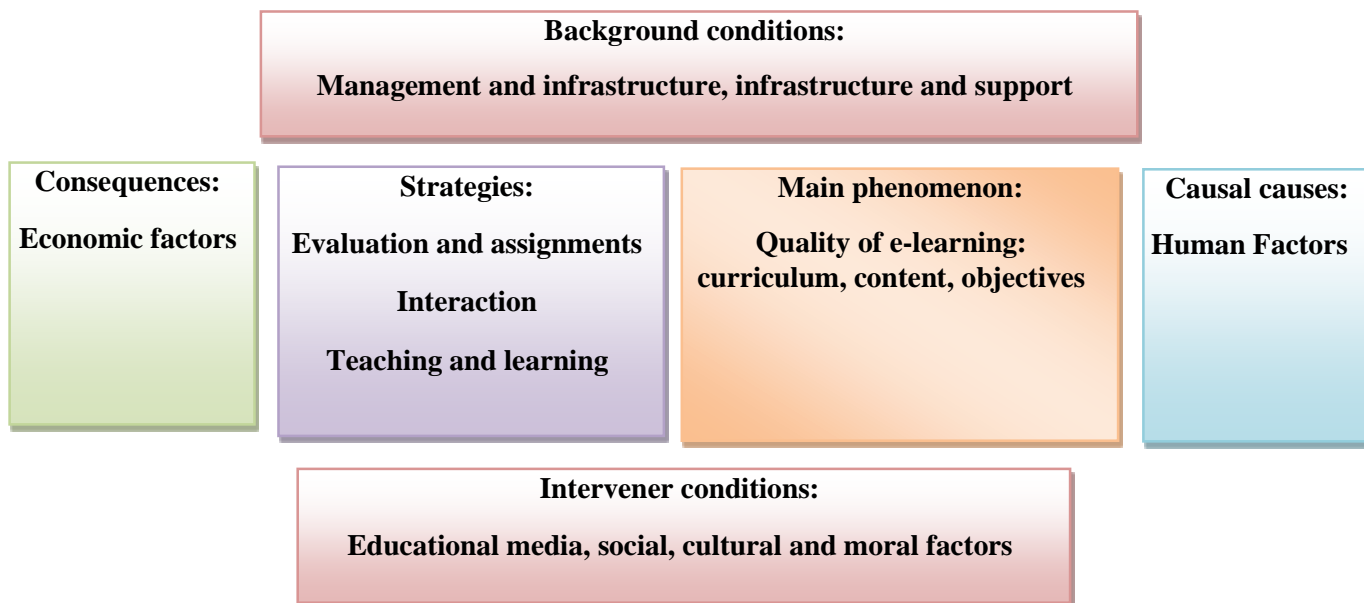 Background conditions:
Management and infrastructure, infrastructure and support
Consequences:
Economic factors
Strategies:
Evaluation and assignments
Interaction
Teaching and learning
Main phenomenon:
Quality of e-learning:
curriculum, content, objectives
Causal causes:
Human Factors
Intervener conditions:
Educational media, social, cultural and moral factors